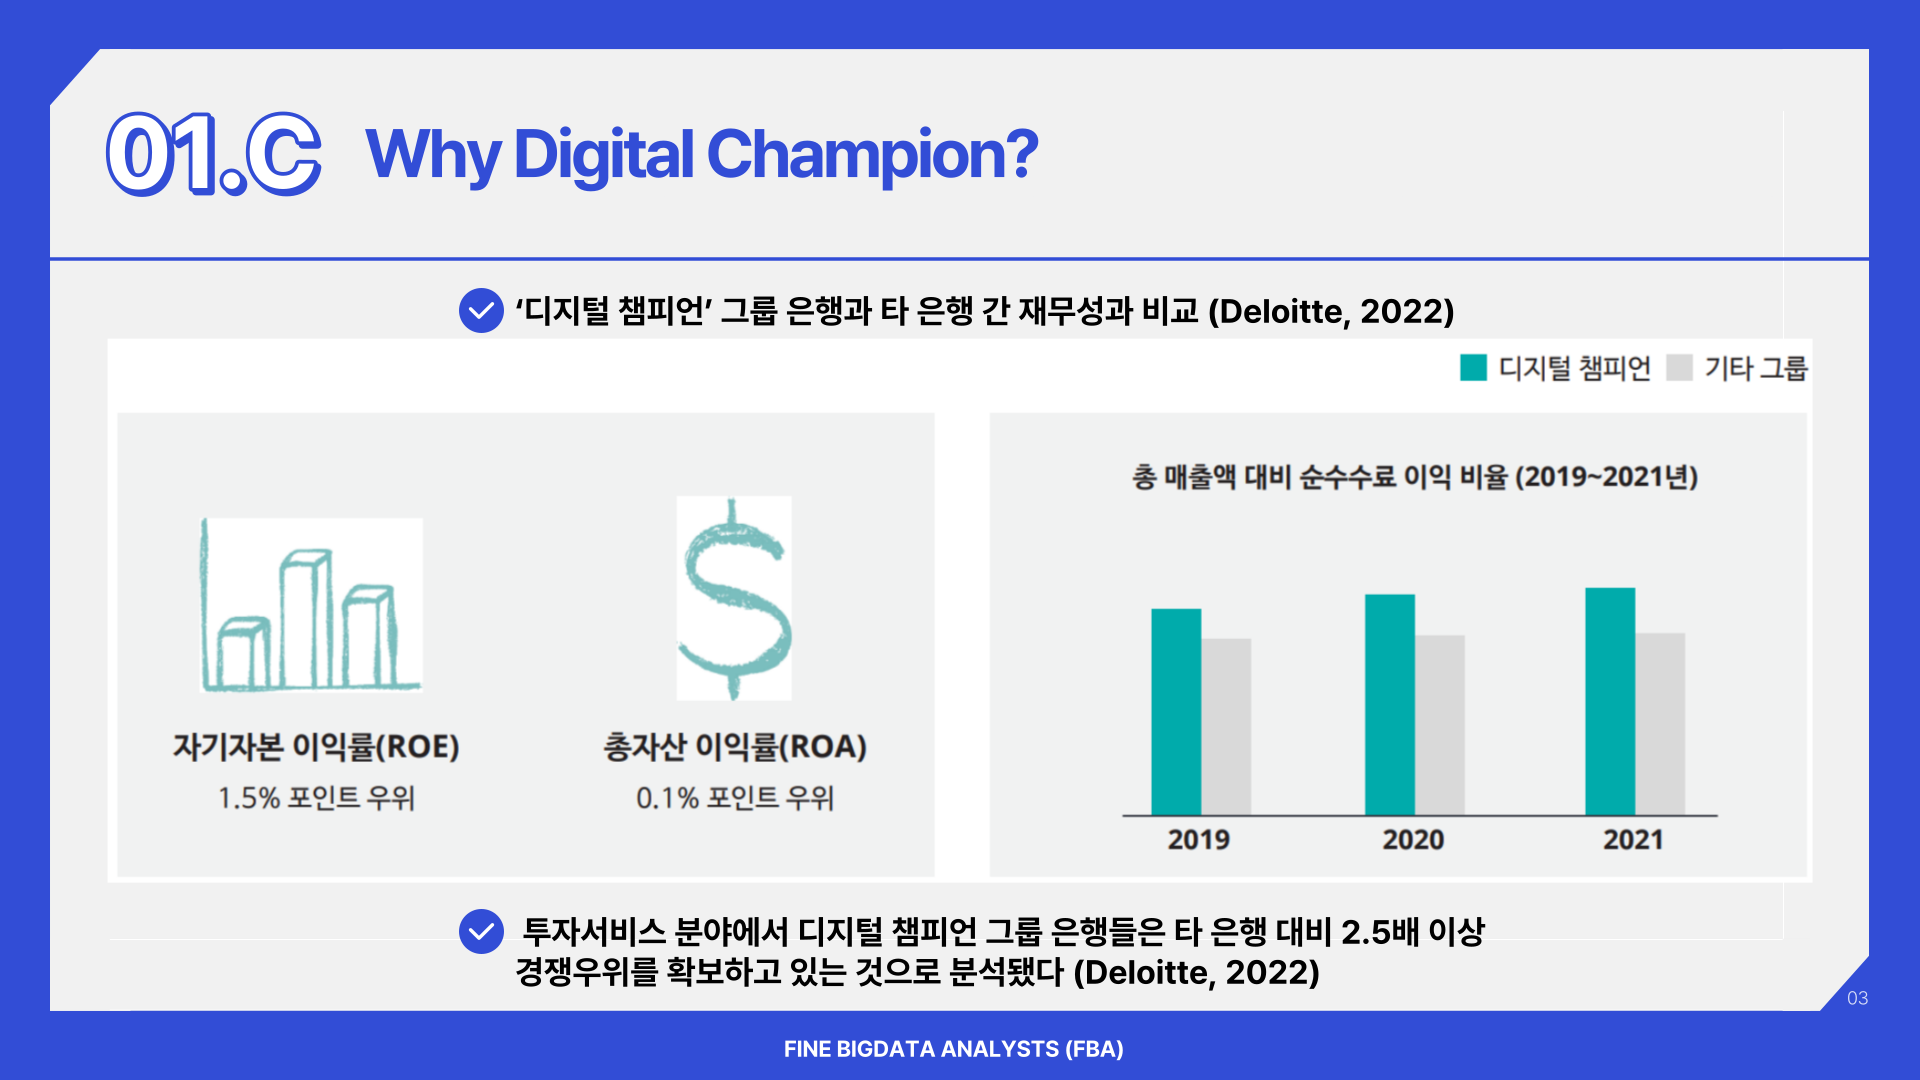 01.C Why Digital Champion?
‘디지털 챔피언’ 그룹 은행과 타 은행 간 재무성과 비교 (Deloitte, 2022)
디지털 챔피언 기타 그룹
자기자본 이익률(ROE)
1.5% 포인트 우위
총자산 이익률(ROA)
0.1% 포인트 우위
총 매출액 대비 순수수료 이익 비율 (2019~2021년)
2019 2020 2021
투자서비스 분야에서 디지털 챔피언 그룹 은행들은 타 은행 대비 2.5배 이상
경쟁우위를 확보하고 있는 것으로 분석됐다 (Deloitte, 2022)
03
FINE BIGDATA ANALYSTS (FBA)